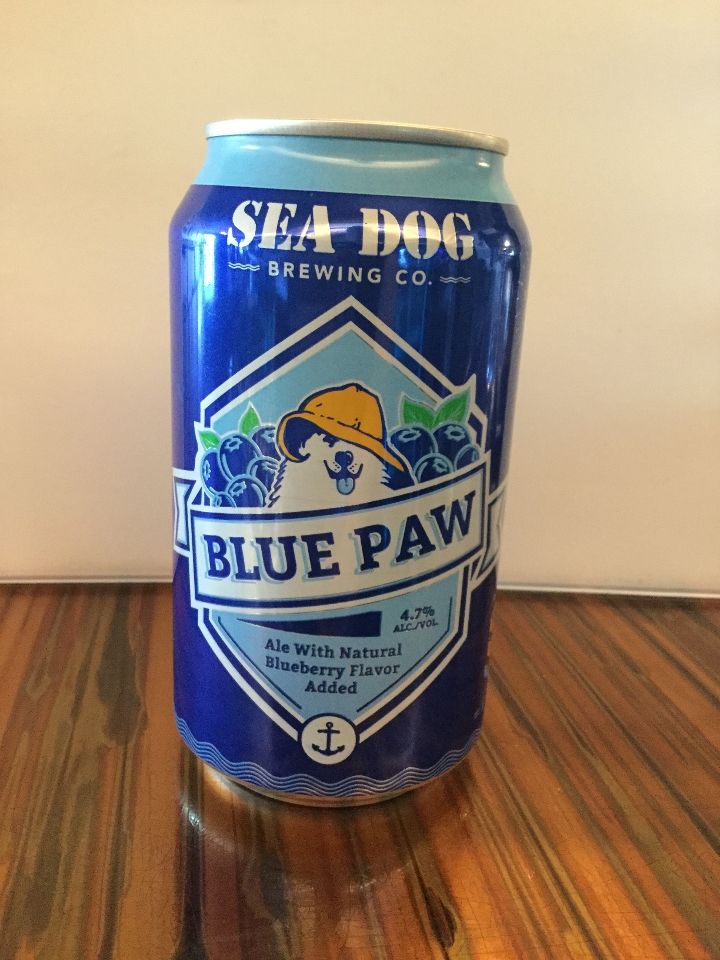 SEA DOG
BREWING CO.
BLUE PAW
4.7%
ALC./VOL.
Ale With Natural
Blueberry Flavor
Added